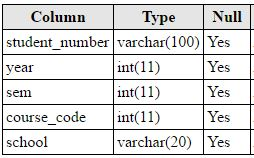 Column Type Null
student_number varchar(100) Yes
year int(11) Yes
sem int(11) Yes
course_code int(11) Yes
school varchar(20) Yes